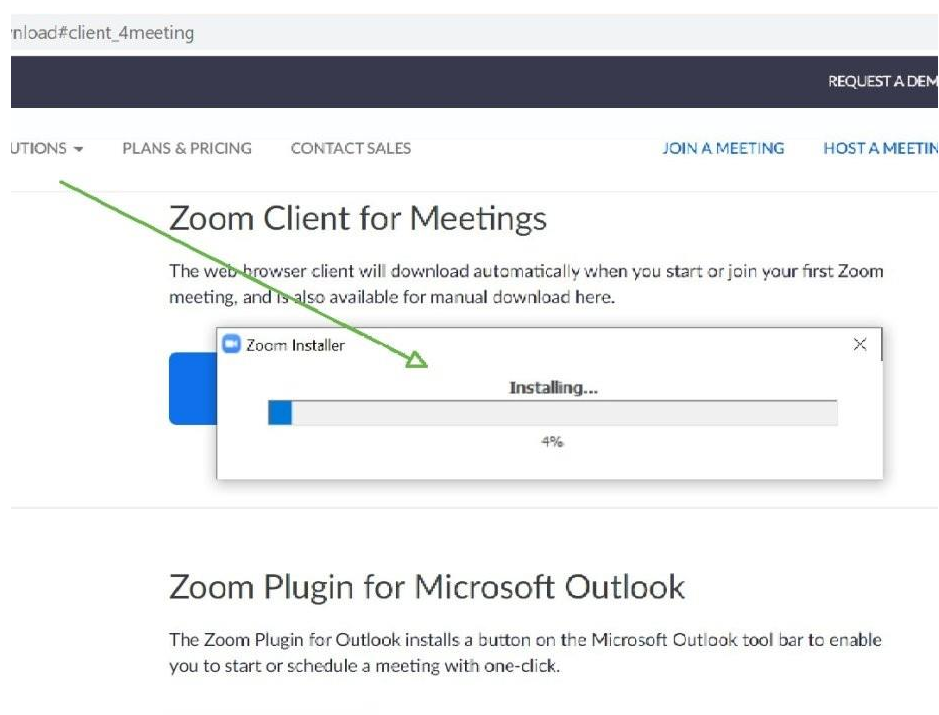 nload#client_4meeting
REQUEST A DEM
UTIONS PLANS & PRICING CONTACT SALES JOIN A MEETING HOST A MEETIN
Zoom Client for Meetings
The web browser client will download automatically when you start or join your first Zoom
meeting, and is also available for manual download here.
Zoom Installer
Installing...
4%
Zoom Plugin for Microsoft Outlook
The Zoom Plugin for Outlook installs a button on the Microsoft Outlook tool bar to enable
you to start or schedule a meeting with one-click.